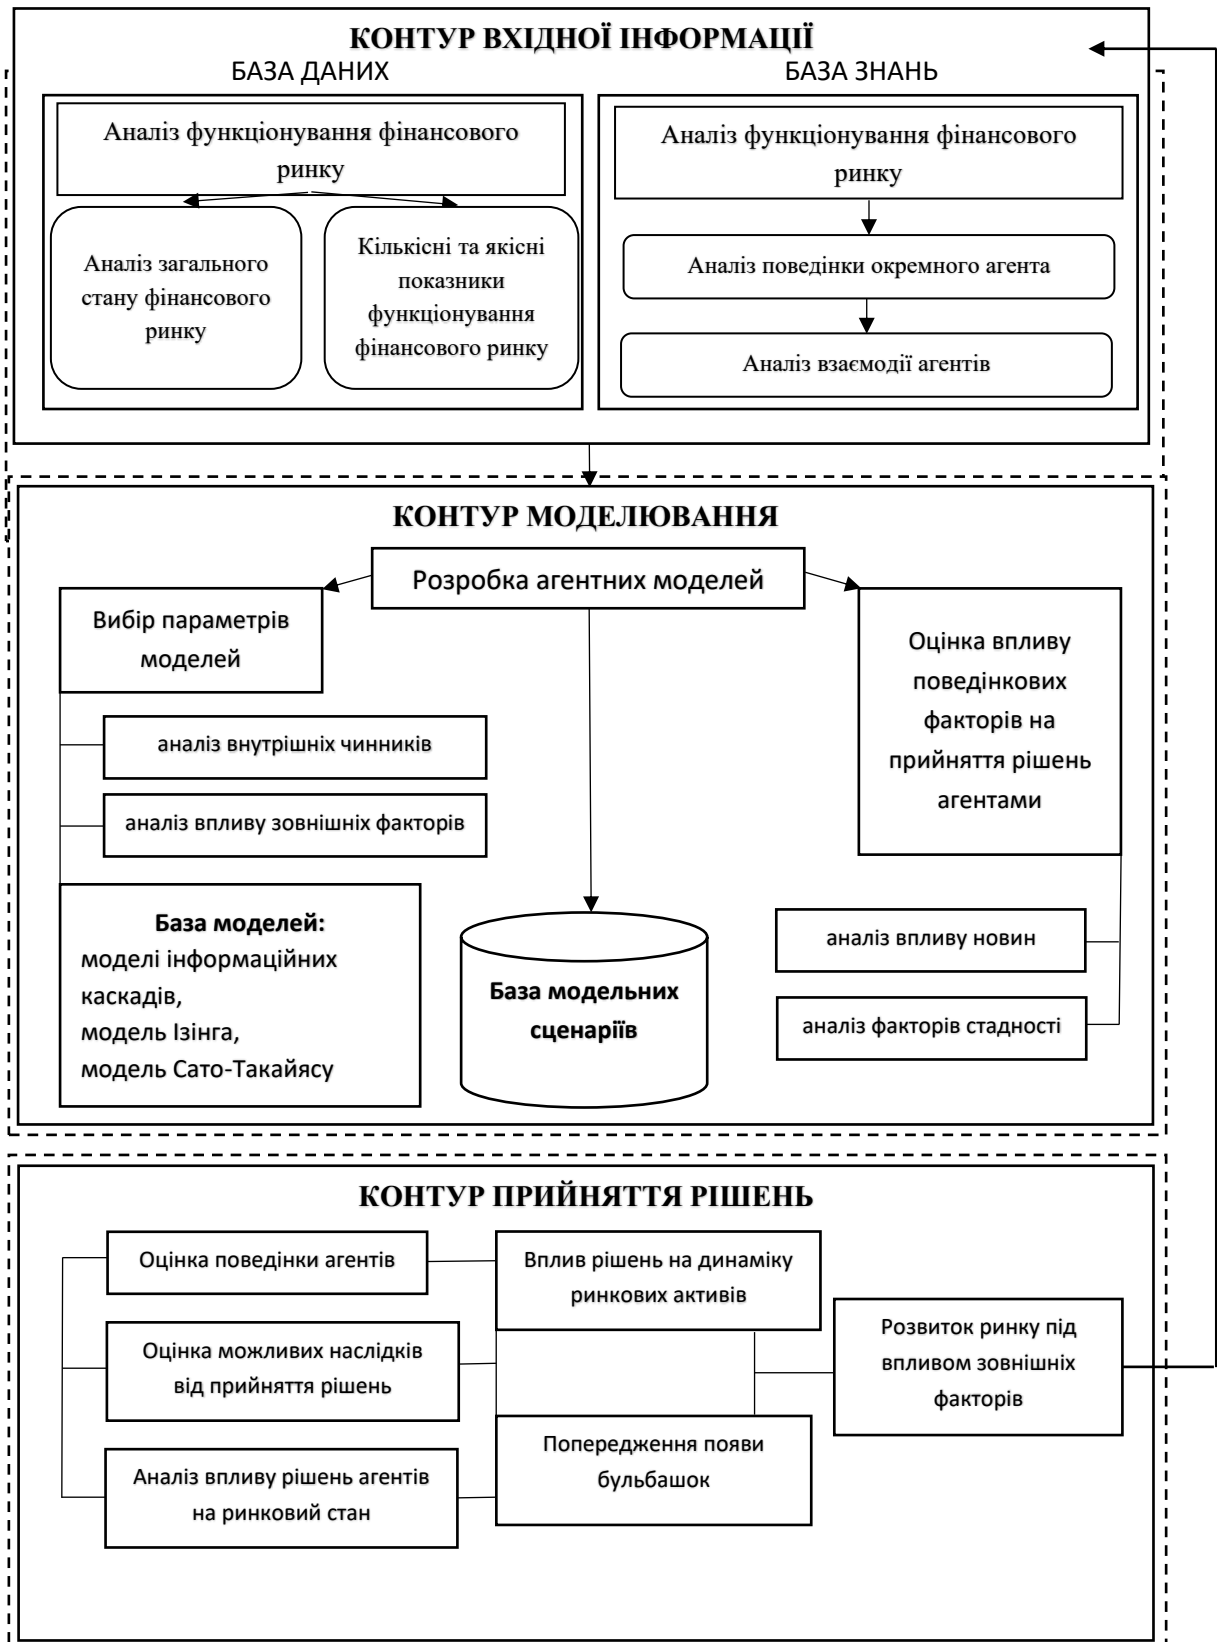 КОНТУР ВХІДНОЇ ІНФОРМАЦІЇ
БАЗА ДАНИХ
Аналіз функціонування фінансового
ринку
Аналіз загального
стану фінансового
ринку
Кількісні та якісні
показники
функціонування
фінансового ринку
БАЗА ЗНАНЬ
Аналіз функціонування фінансового
ринку
Аналіз поведінки окремного агента
Аналіз взаємодії агентів
КОНТУР МОДЕЛЮВАННЯ
Розробка агентних моделей
Вибір параметрів
моделей
аналіз внутрішніх чинників
аналіз впливу зовнішніх факторів
База моделей:
моделі інформаційних
каскадів,
модель Ізінга,
модель Сато-Такайясу
База модельних
сценаріїв
Оцінка впливу
поведінкових
факторів на
прийняття рішень
агентами
аналіз впливу новин
аналіз факторів стадності
КОНТУР ПРИЙНЯТТЯ РІШЕНЬ
Оцінка поведінки агентів
Оцінка можливих наслідків
від прийняття рішень
Аналіз впливу рішень агентів
на ринковий стан
Вплив рішень на динаміку
ринкових активів
Попередження появи
бульбашок
Розвиток ринку під
впливом зовнішніх
факторів